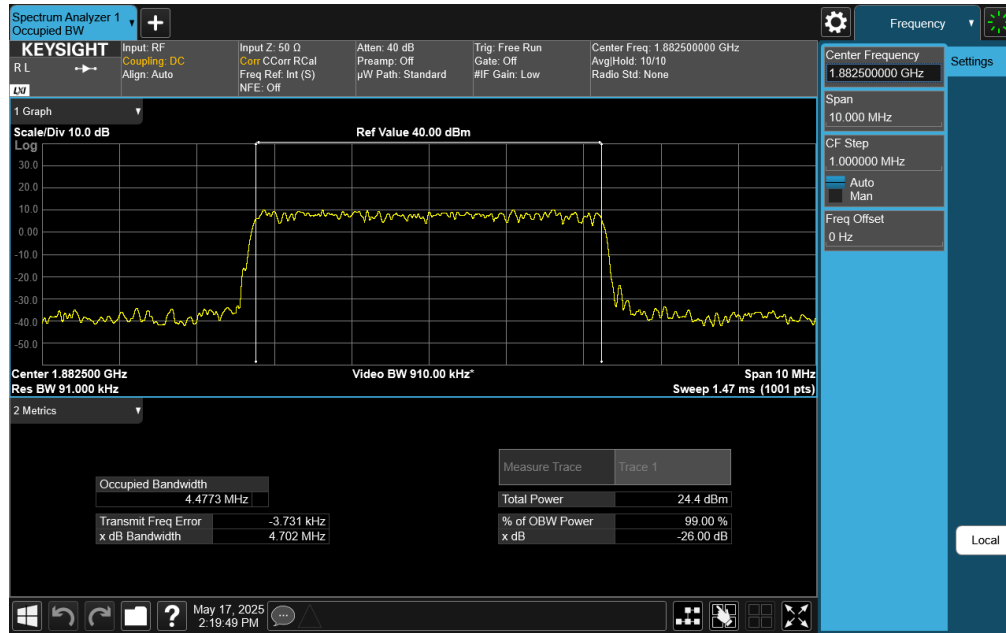 Spectrum Analyzer 1
Occupied BW
Frequency
KEYSIGHT
R L
LXI
Input: RF
Coupling: DC
Align: Auto
Input Z: 50 Ω
Corr CCorr RCal
Freq Ref: Int (S)
NFE: Off
Atten: 40 dB
Preamp: Off
µW Path: Standard
Trig: Free Run
Gate: Off
#IF Gain: Low
Center Freq: 1.882500000 GHz
Avg|Hold: 10/10
Radio Std: None
Center Frequency
1.882500000 GHz
Settings
Span
10.000 MHz
CF Step
1.000000 MHz
Auto
Man
Freq Offset
0 Hz
1 Graph
Scale/Div 10.0 dB
Ref Value 40.00 dBm
Log
30.0
20.0
10.0
0.00
-10.0
-20.0
-30.0
-40.0
-50.0
Center 1.882500 GHz
Video BW 910.00 kHz*
Span 10 MHz
Res BW 91.000 kHz
Sweep 1.47 ms (1001 pts)
2 Metrics
Measure Trace
Trace 1
Occupied Bandwidth
4.4773 MHz
Total Power
24.4 dBm
Transmit Freq Error
-3.731 kHz
% of OBW Power
99.00 %
x dB Bandwidth
4.702 MHz
x dB
-26.00 dB
Local
?
May 17, 2025
2:19:49 PM